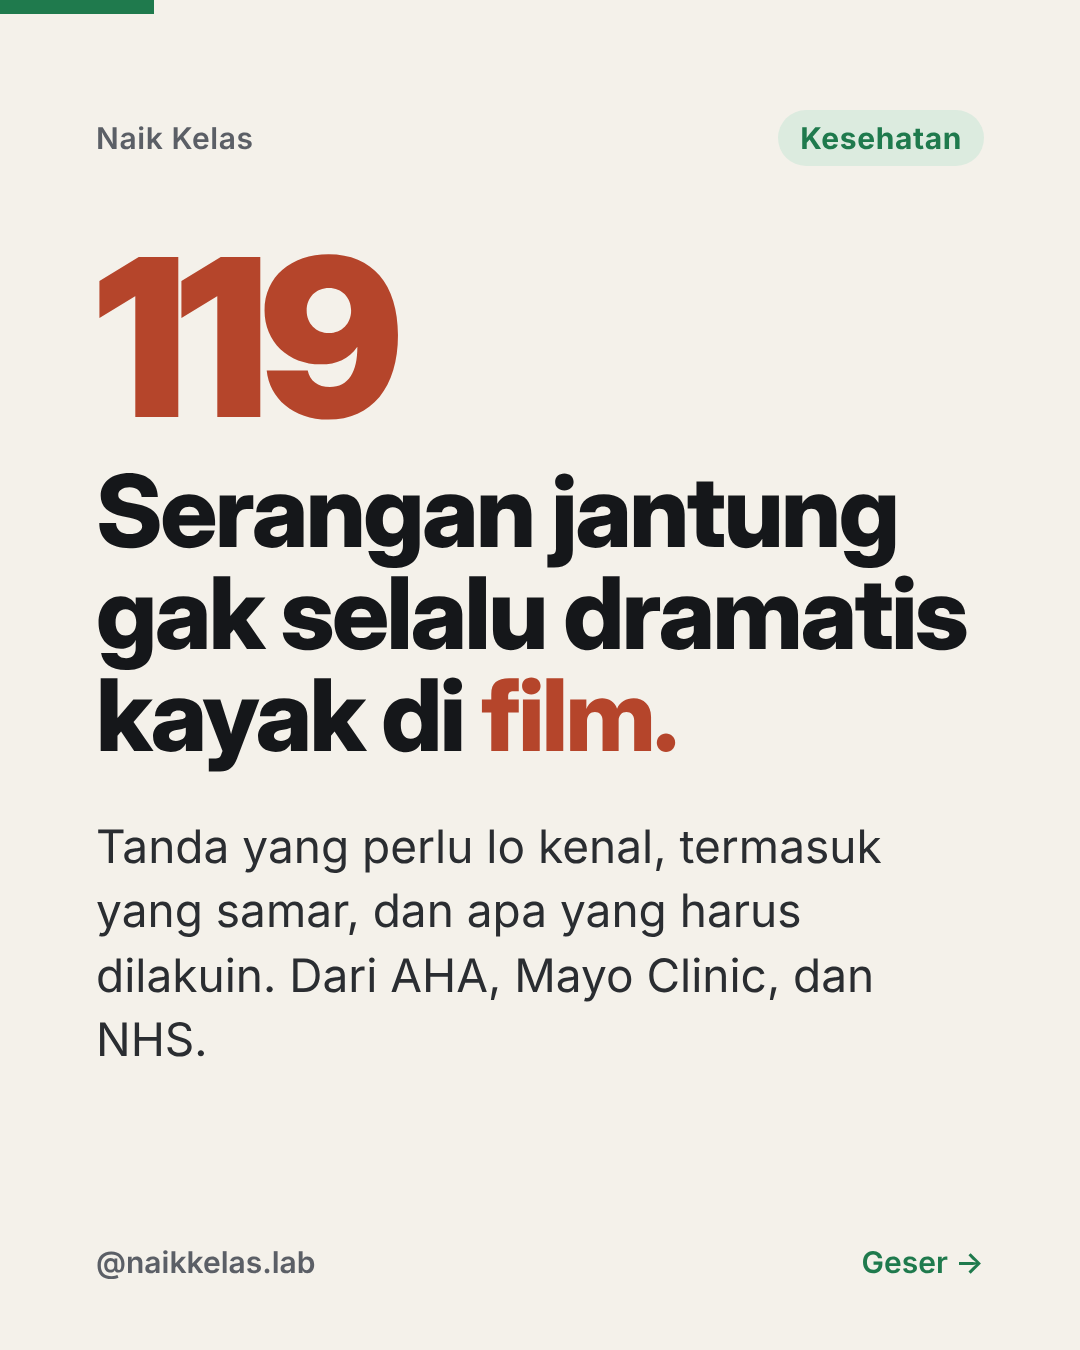 Naik Kelas
Kesehatan
119
Serangan jantung
gak selalu dramatis
kayak di film.
Tanda yang perlu lo kenal, termasuk
yang samar, dan apa yang harus
dilakuin. Dari AHA, Mayo Clinic, dan
NHS.
@naikkelas.lab
Geser →